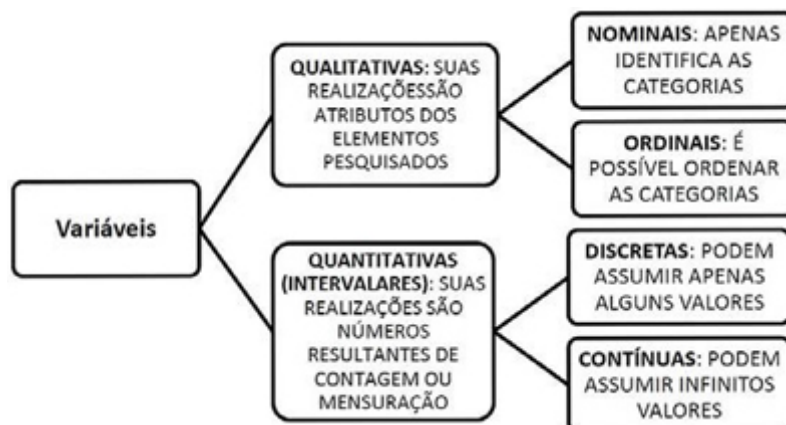 Variáveis
QUALITATIVAS: SUAS
REALIZAÇÕESSÃO
ATRIBUTOS DOS
ELEMENTOS
PESQUISADOS
NOMINAIS: APENAS
IDENTIFICA AS
CATEGORIAS
ORDINAIS: É
POSSÍVEL ORDENAR
AS CATEGORIAS
QUANTITATIVAS
(INTERVALARES): SUAS
REALIZAÇÕES SÃO
NÚMEROS
RESULTANTES DE
CONTAGEM OU
MENSURAÇÃO
DISCRETAS: PODEM
ASSUMIR APENAS
ALGUNS VALORES
CONTÍNUAS: PODEM
ASSUMIR INFINITOS
VALORES